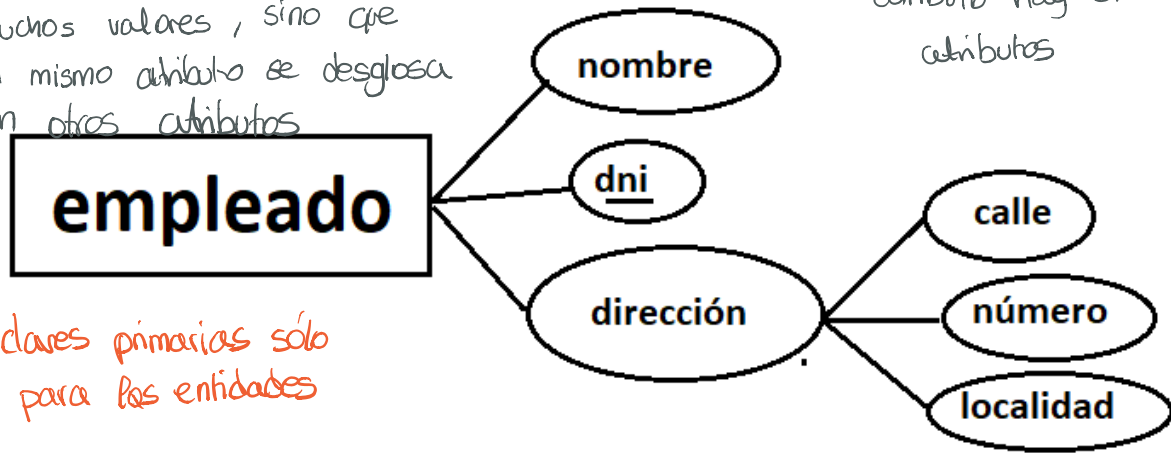 valores, sino que
mismo atributo se desglosa
otros atributos
hay
atributos
nombre
dni
empleado
calle
dirección
número
localidad
claves primarias sólo
para las entidades